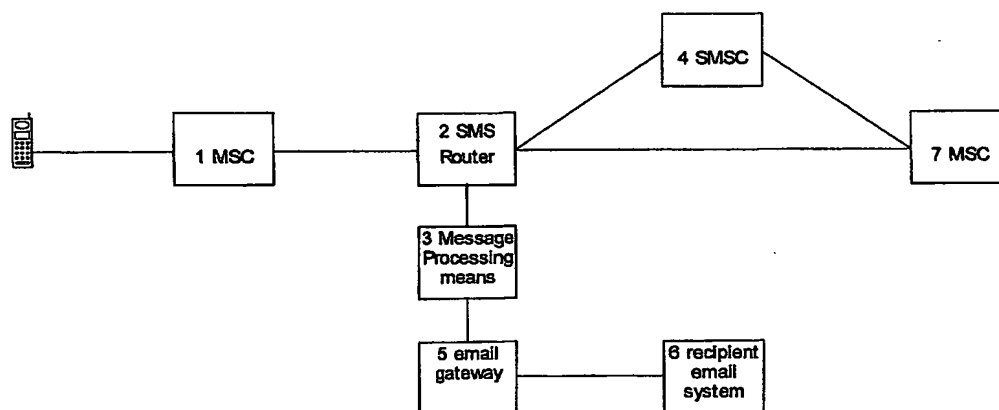 4 SMSC
1 MSC
2 SMS
Router
7 MSC
3 Message
Processing
means
5 email
gateway
6 recipient
email
system